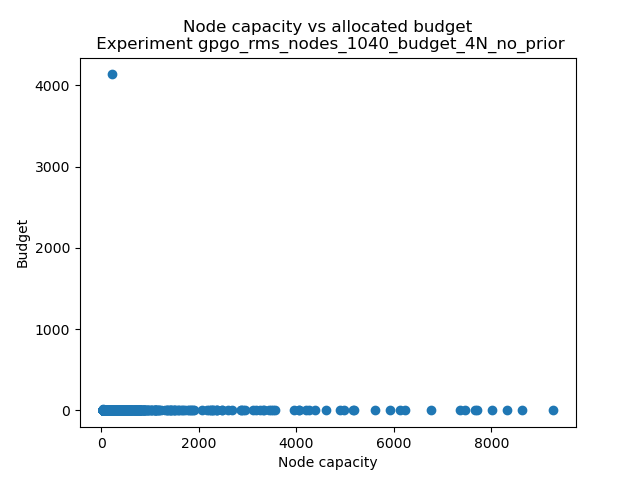 Node capacity vs allocated budget
Experiment gpgo_rms_nodes_1040_budget_4N_no_prior
4000
3000
2000
1000
0
Budget
0 2000 4000 6000 8000
Node capacity